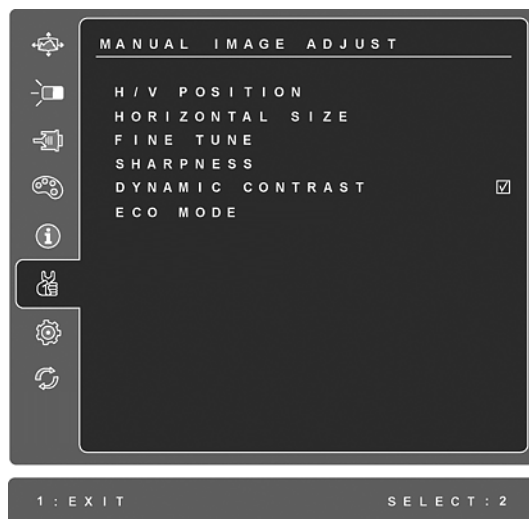 MANUAL IMAGE ADJUST
H/V POSITION
HORIZONTAL SIZE
FINE TUNE
SHARPNESS
DYNAMIC CONTRAST
ECO MODE
1:EXIT SELECT:2